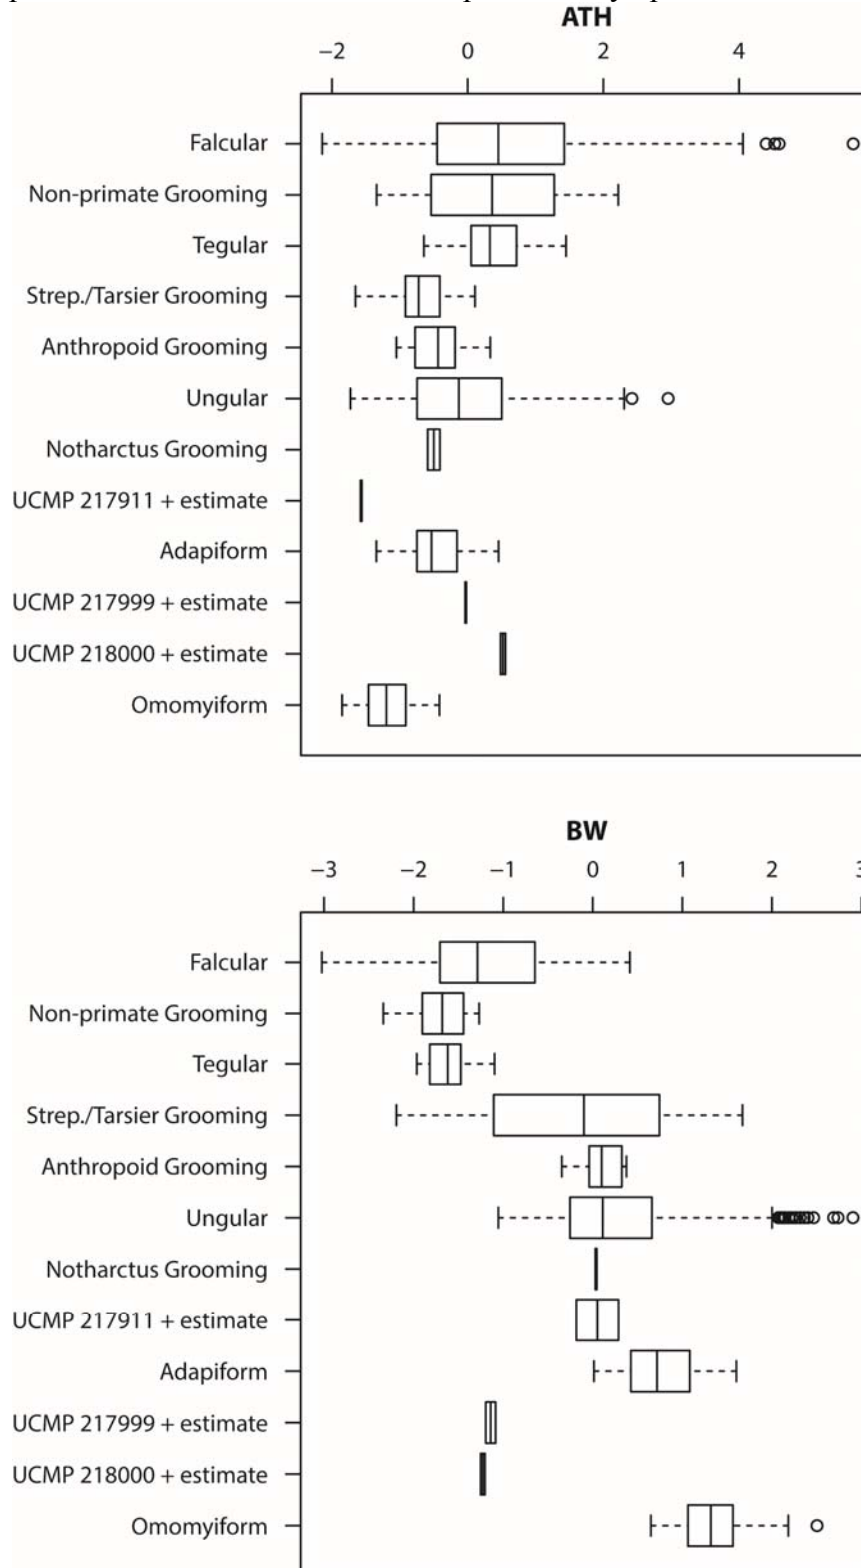 ATH
−2 0 2 4
Falcular
Non-primate Grooming
Tegular
Strep./Tarsier Grooming
Anthropoid Grooming
Ungular
Notharctus Grooming
UCMP 217911 + estimate
Adapiform
UCMP 217999 + estimate
UCMP 218000 + estimate
Omomyiform
BW
−3 −2 −1 0 1 2 3
Falcular
Non-primate Grooming
Tegular
Strep./Tarsier Grooming
Anthropoid Grooming
Ungular
Notharctus Grooming
UCMP 217911 + estimate
Adapiform
UCMP 217999 + estimate
UCMP 218000 + estimate
Omomyiform